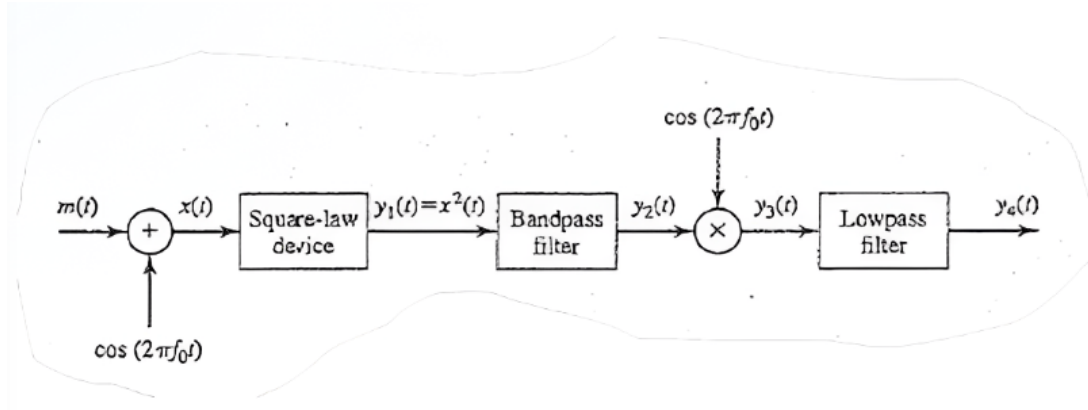 cos (2πf₀t)
m(t)
x(t)
y₁(t)=x²(t)
y₂(t)
y₃(t)
y₄(t)
+
Square-law
device
Bandpass
filter
×
Lowpass
filter
cos (2πf₀t)